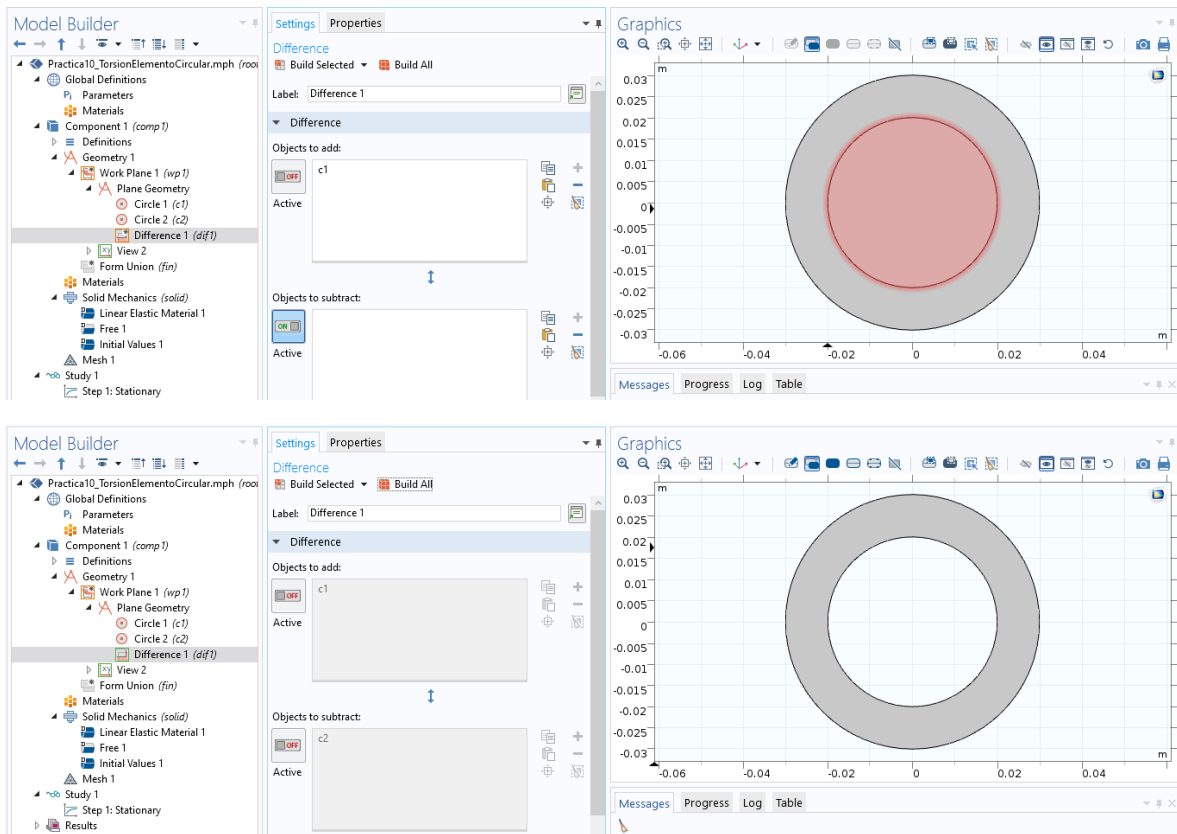 Model Builder
Practica10_TorsionElementoCircular.mph (root
Global Definitions
Pi Parameters
Materials
Component 1 (comp1)
Definitions
Geometry 1
Work Plane 1 (wp1)
Plane Geometry
Circle 1 (c1)
Circle 2 (c2)
Difference 1 (dif1)
View 2
Form Union (fin)
Materials
Solid Mechanics (solid)
Linear Elastic Material 1
Free 1
Initial Values 1
Mesh 1
Study 1
Step 1: Stationary
Settings Properties
Difference
Build Selected Build All
Label: Difference 1
Difference
Objects to add:
OFF
c1
Active
Objects to subtract:
ON
Active
Graphics
m
0.03
0.025
0.02
0.015
0.01
0.005
0
-0.005
-0.01
-0.015
-0.02
-0.025
-0.03
m
-0.06 -0.04 -0.02 0 0.02 0.04
Messages Progress Log Table
Model Builder
Practica10_TorsionElementoCircular.mph (root
Global Definitions
Pi Parameters
Materials
Component 1 (comp1)
Definitions
Geometry 1
Work Plane 1 (wp1)
Plane Geometry
Circle 1 (c1)
Circle 2 (c2)
Difference 1 (dif1)
View 2
Form Union (fin)
Materials
Solid Mechanics (solid)
Linear Elastic Material 1
Free 1
Initial Values 1
Mesh 1
Study 1
Step 1: Stationary
Results
Settings Properties
Difference
Build Selected Build All
Label: Difference 1
Difference
Objects to add:
OFF
c1
Active
Objects to subtract:
OFF
c2
Active
Graphics
m
0.03
0.025
0.02
0.015
0.01
0.005
0
-0.005
-0.01
-0.015
-0.02
-0.025
-0.03
m
-0.06 -0.04 -0.02 0 0.02 0.04
Messages Progress Log Table